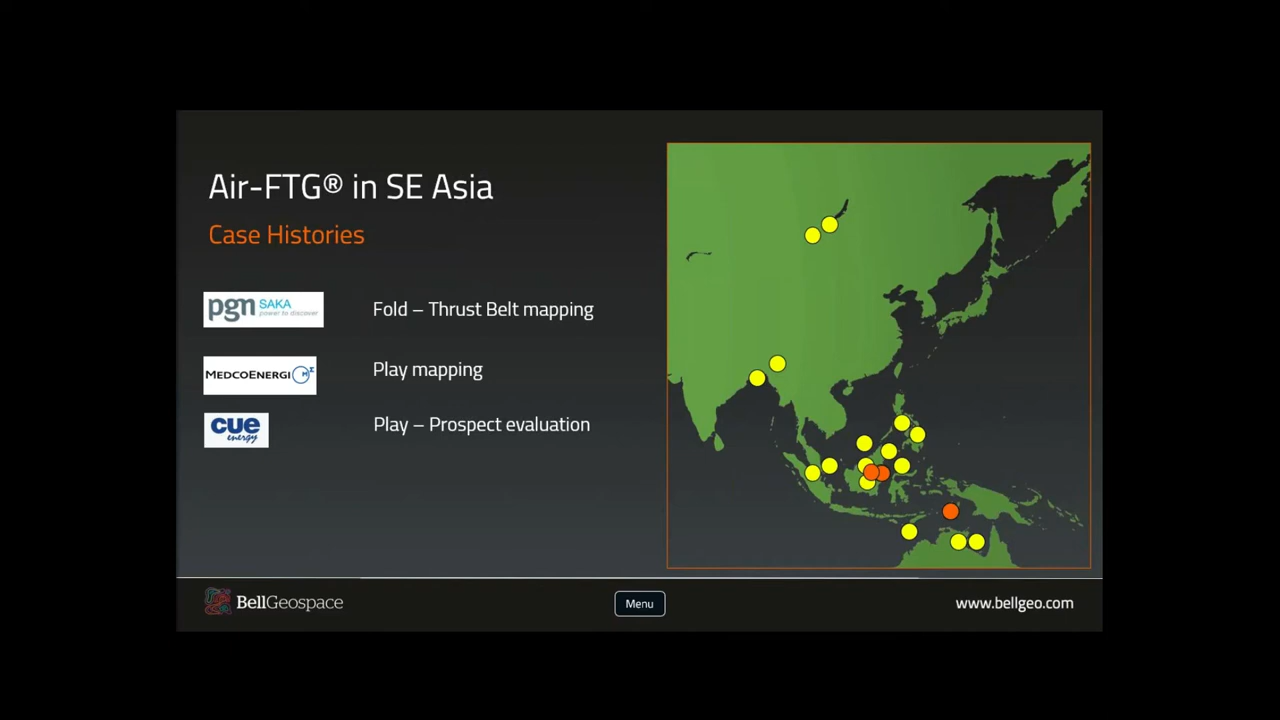 Air-FTG® in SE Asia
Case Histories
pgn SAKA
power to discover
Fold – Thrust Belt mapping
MEDCOENERGI
Play mapping
cue
energy
Play – Prospect evaluation
BellGeospace
Menu
www.bellgeo.com